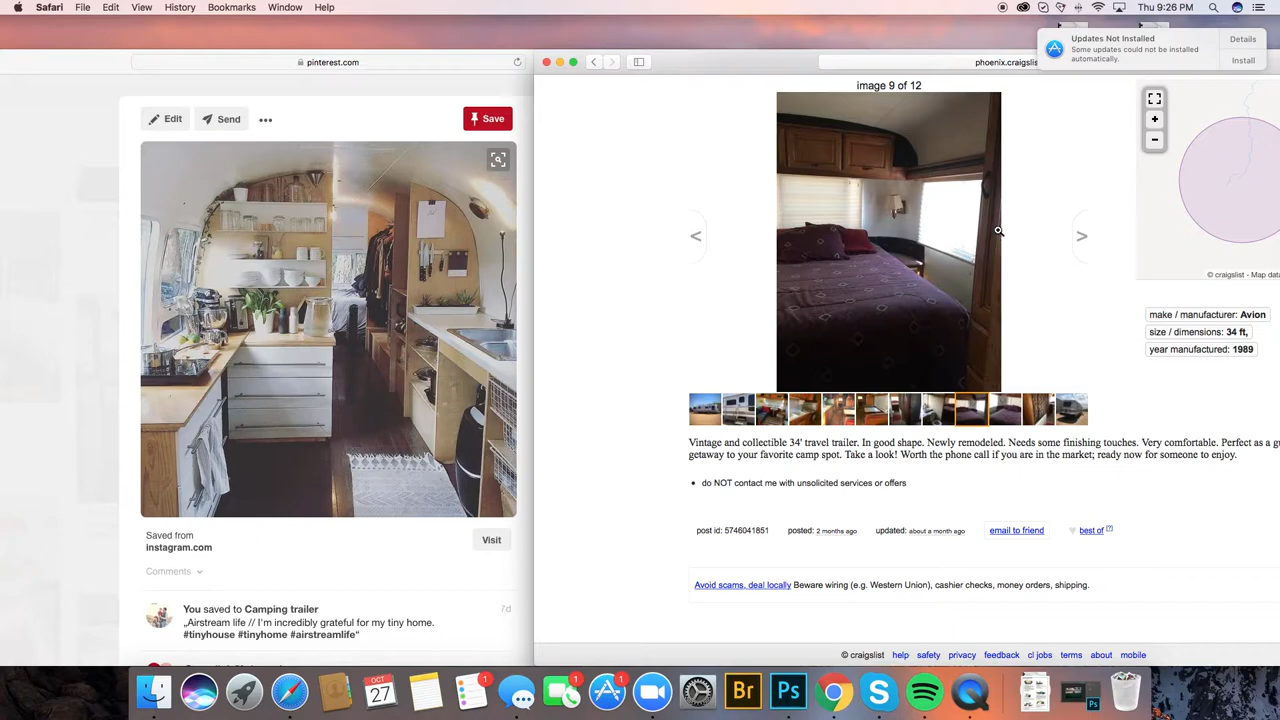 Safari File Edit View History Bookmarks Window Help
Thu 9:26 PM
Updates Not Installed
Some updates could not be installed
automatically.
Details
Install
pinterest.com
Edit
Send
•••
Save
Saved from
instagram.com
Visit
Comments
You saved to Camping trailer
7d
„Airstream life // I'm incredibly grateful for my tiny home.
#tinyhouse #tinyhome #airstreamlife“
phoenix.craigslis
image 9 of 12
<
>
+
−
© craigslist - Map data
make / manufacturer: Avion
size / dimensions: 34 ft,
year manufactured: 1989
Vintage and collectible 34' travel trailer. In good shape. Newly remodeled. Needs some finishing touches. Very comfortable. Perfect as a gu
getaway to your favorite camp spot. Take a look! Worth the phone call if you are in the market; ready now for someone to enjoy.
• do NOT contact me with unsolicited services or offers
post id: 5746041851 posted: 2 months ago updated: about a month ago email to friend ♥ best of [?]
Avoid scams, deal locally Beware wiring (e.g. Western Union), cashier checks, money orders, shipping.
© craigslist help safety privacy feedback cl jobs terms about mobile
OCT
27
1
1
1
Br
Ps